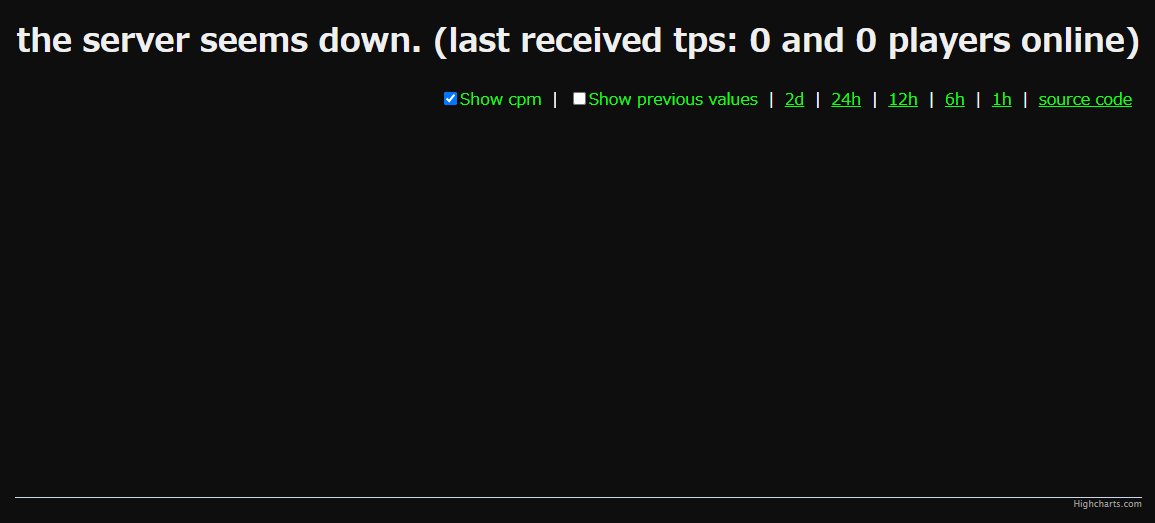 the server seems down. (last received tps: 0 and 0 players online)
Show cpm | Show previous values | 2d | 24h | 12h | 6h | 1h | source code
Highcharts.com